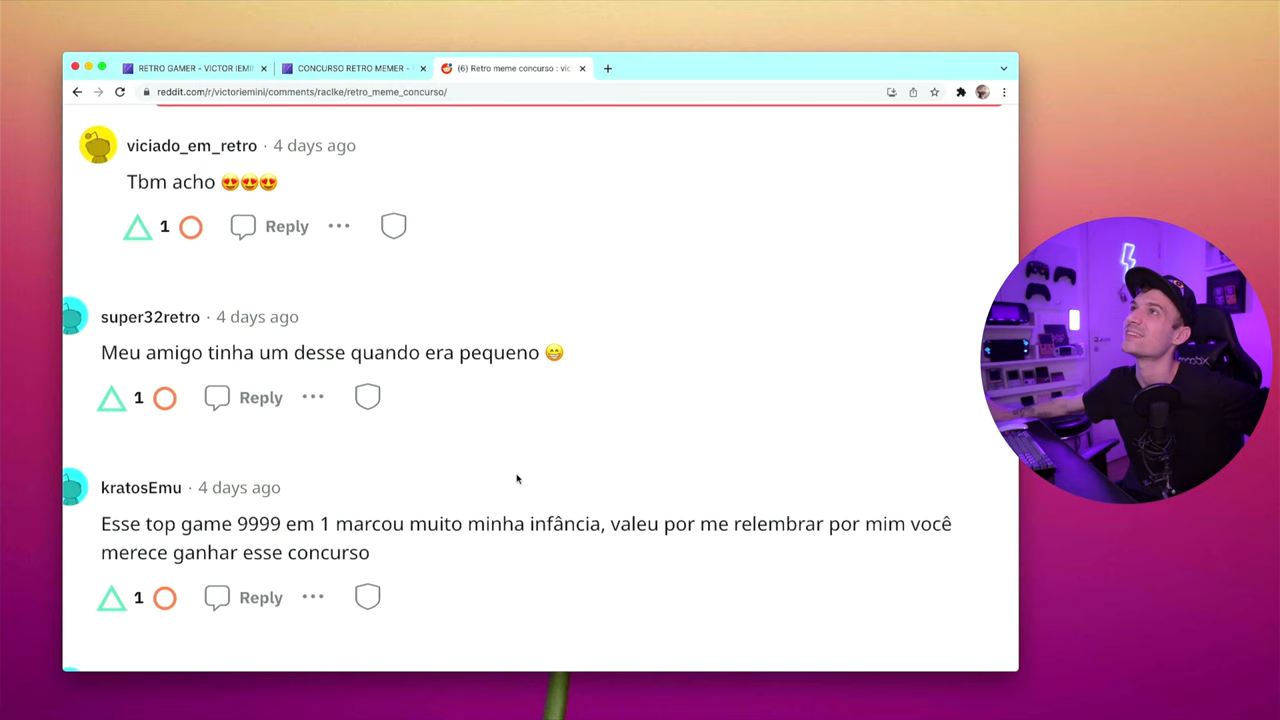 RETRO GAMER - VICTOR IEMI
CONCURSO RETRO MEMER -
(6) Retro meme concurso : vic
reddit.com/r/victoriemini/comments/raclke/retro_meme_concurso/
viciado_em_retro · 4 days ago
Tbm acho 😍😍😍
1 Reply ···
super32retro · 4 days ago
Meu amigo tinha um desse quando era pequeno 😁
1 Reply ···
kratosEmu · 4 days ago
Esse top game 9999 em 1 marcou muito minha infância, valeu por me relembrar por mim você
merece ganhar esse concurso
1 Reply ···